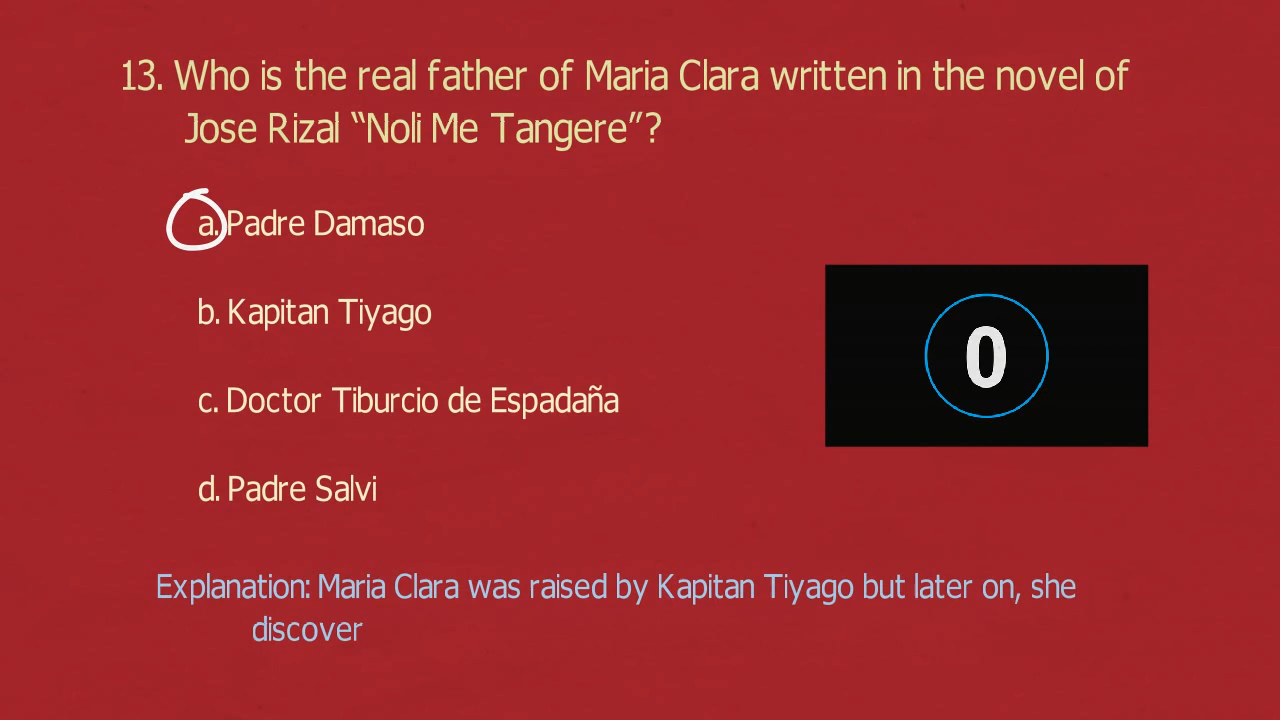 13. Who is the real father of Maria Clara written in the novel of
Jose Rizal “Noli Me Tangere”?
a. Padre Damaso
b. Kapitan Tiyago
0
c. Doctor Tiburcio de Espadaña
d. Padre Salvi
Explanation: Maria Clara was raised by Kapitan Tiyago but later on, she
discover